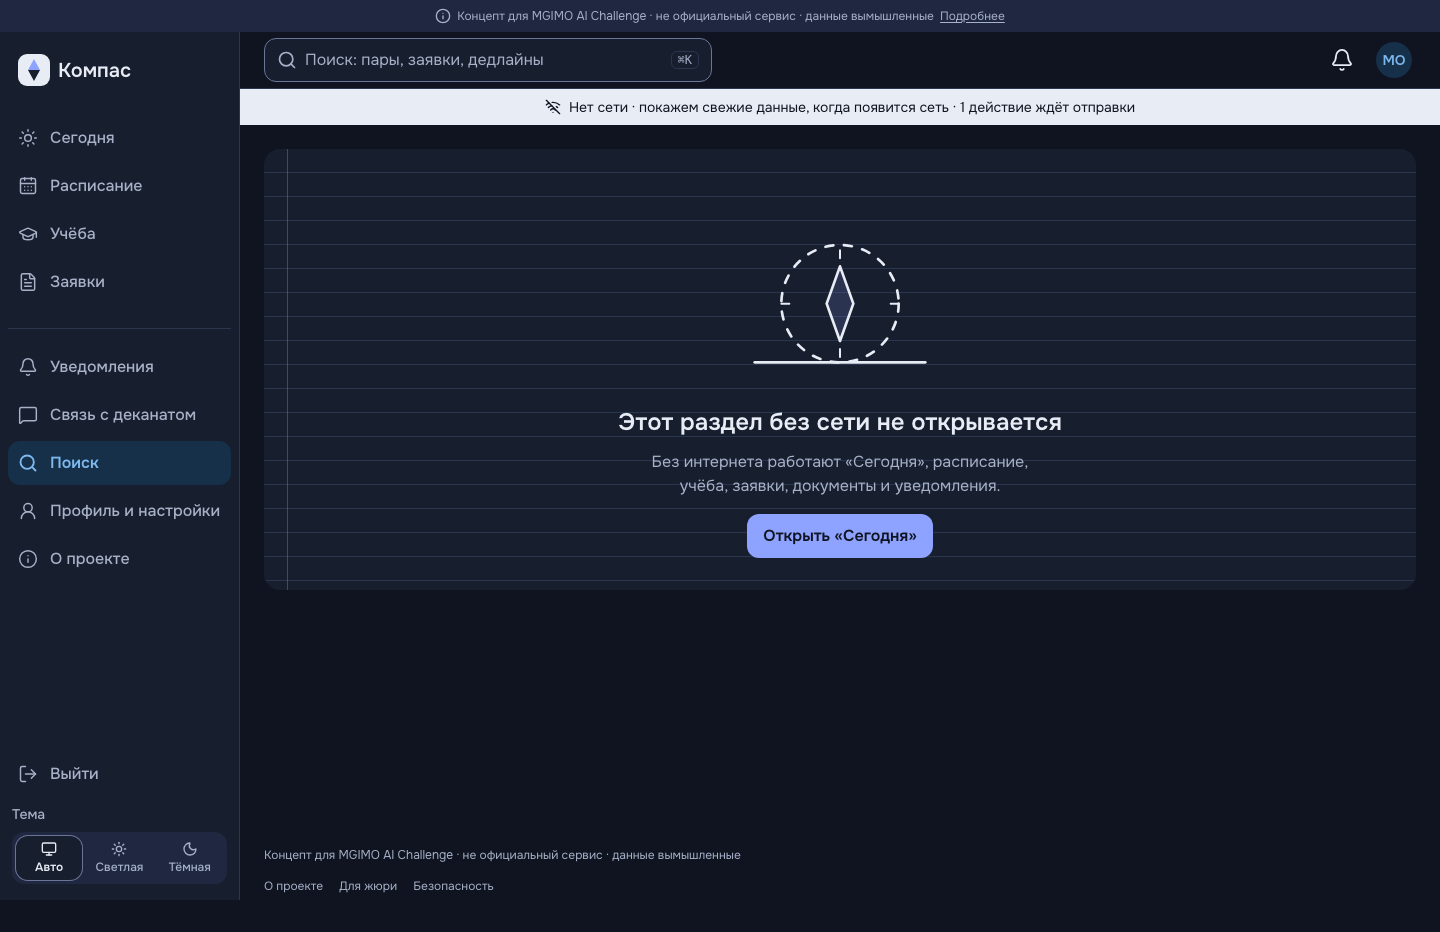 Концепт для MGIMO AI Challenge · не официальный сервис · данные вымышленные Подробнее
Компас
Поиск: пары, заявки, дедлайны
⌘K
МО
Нет сети · покажем свежие данные, когда появится сеть · 1 действие ждёт отправки
Сегодня
Расписание
Учёба
Заявки
Уведомления
Связь с деканатом
Поиск
Профиль и настройки
О проекте
Этот раздел без сети не открывается
Без интернета работают «Сегодня», расписание,
учёба, заявки, документы и уведомления.
Открыть «Сегодня»
Выйти
Тема
Авто
Светлая
Тёмная
Концепт для MGIMO AI Challenge · не официальный сервис · данные вымышленные
О проекте Для жюри Безопасность